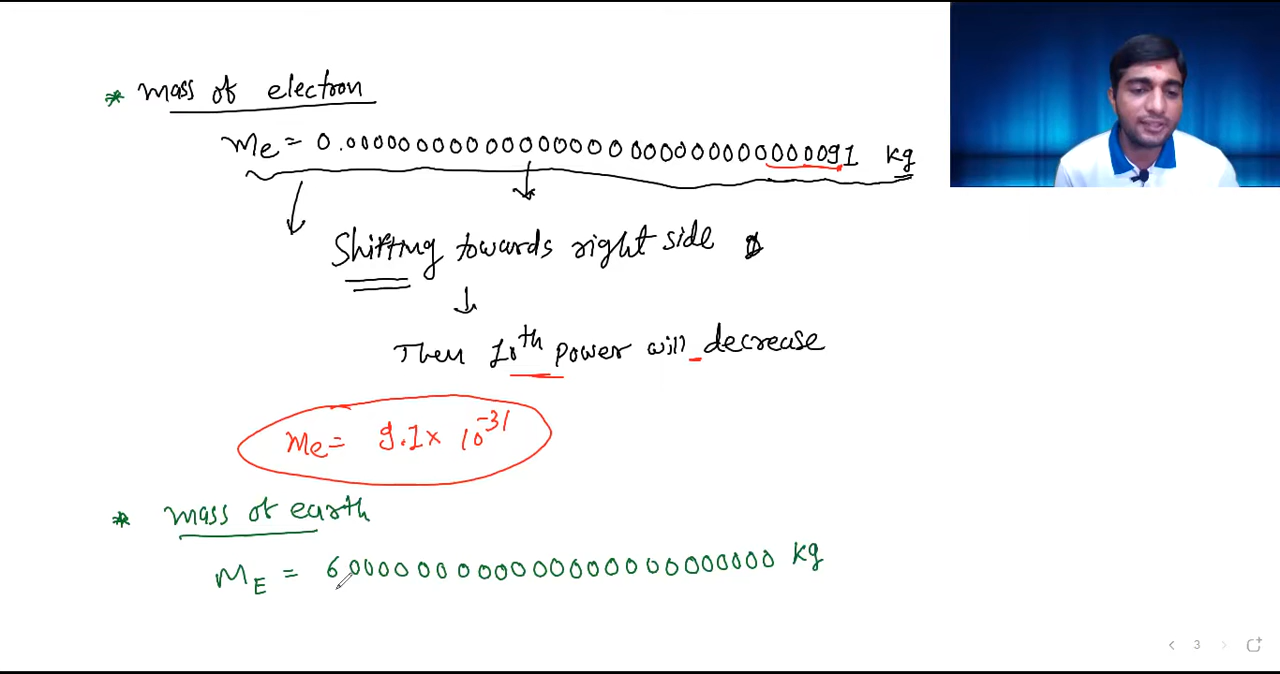 * Mass of electron
Me = 0.00000000000000000000000000000091 kg
Shifting towards right side
Then 10th power will decrease
Me = 9.1 × 10-31
* Mass of earth
ME = 6000000000000000000000000 kg
3